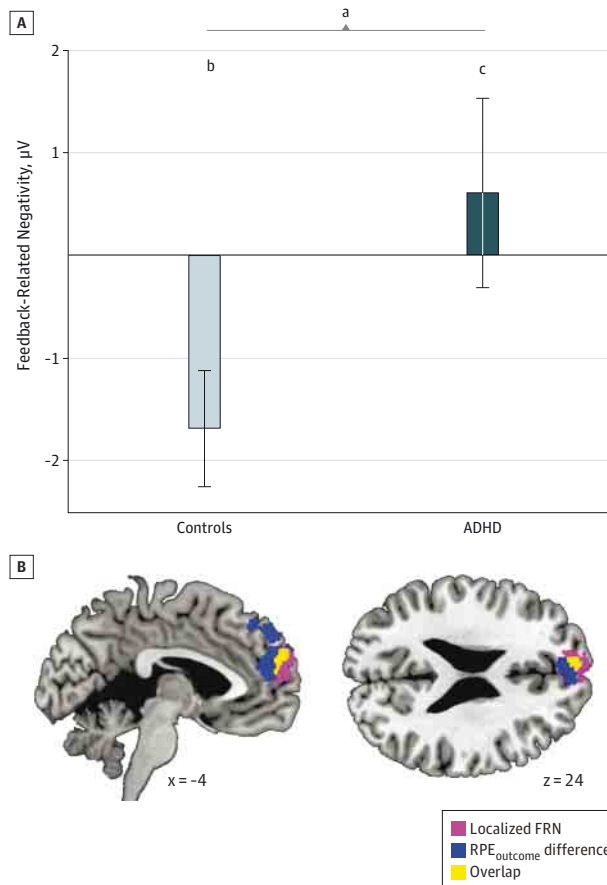 A
a
2
b
c
1
-1
-2
Feedback-Related Negativity, µV
Controls
ADHD
B
x = -4
z = 24
Localized FRN
RPEoutcome difference
Overlap